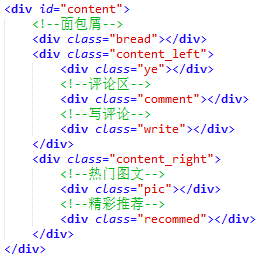 <div id="content">
<!--面包屑-->
<div class="bread"></div>
<div class="content_left">
<div class="ye"></div>
<!--评论区-->
<div class="comment"></div>
<!--写评论-->
<div class="write"></div>
</div>
<div class="content_right">
<!--热门图文-->
<div class="pic"></div>
<!--精彩推荐-->
<div class="recommed"></div>
</div>
</div>